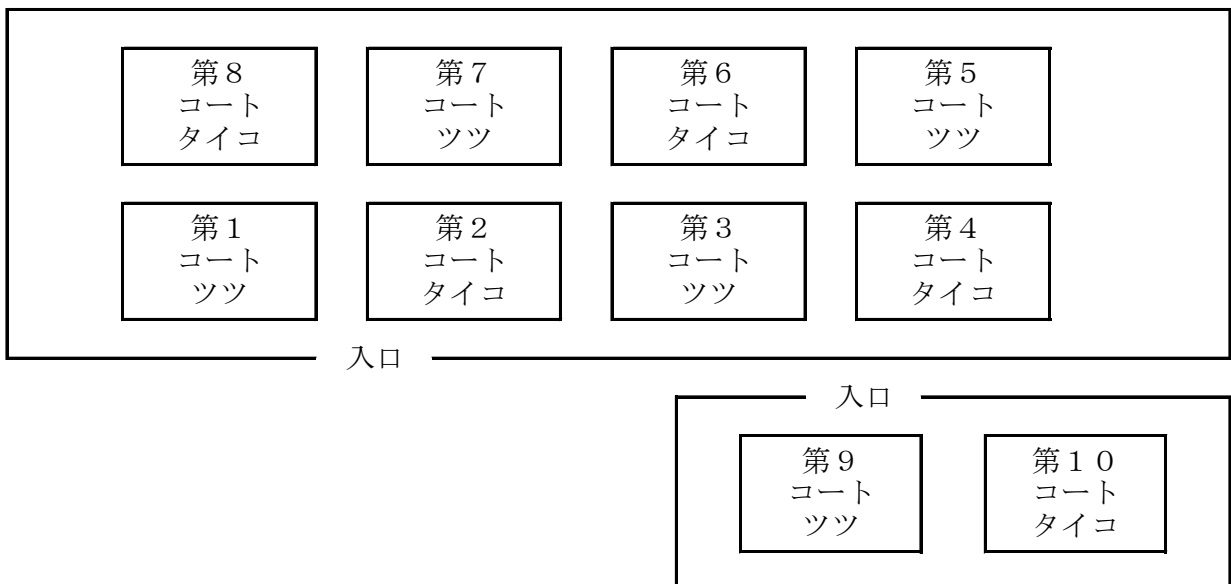 第８
コート
タイコ
第７
コート
ツツ
第６
コート
タイコ
第５
コート
ツツ
第１
コート
ツツ
第２
コート
タイコ
第３
コート
ツツ
第４
コート
タイコ
入口
入口
第９
コート
ツツ
第１０
コート
タイコ